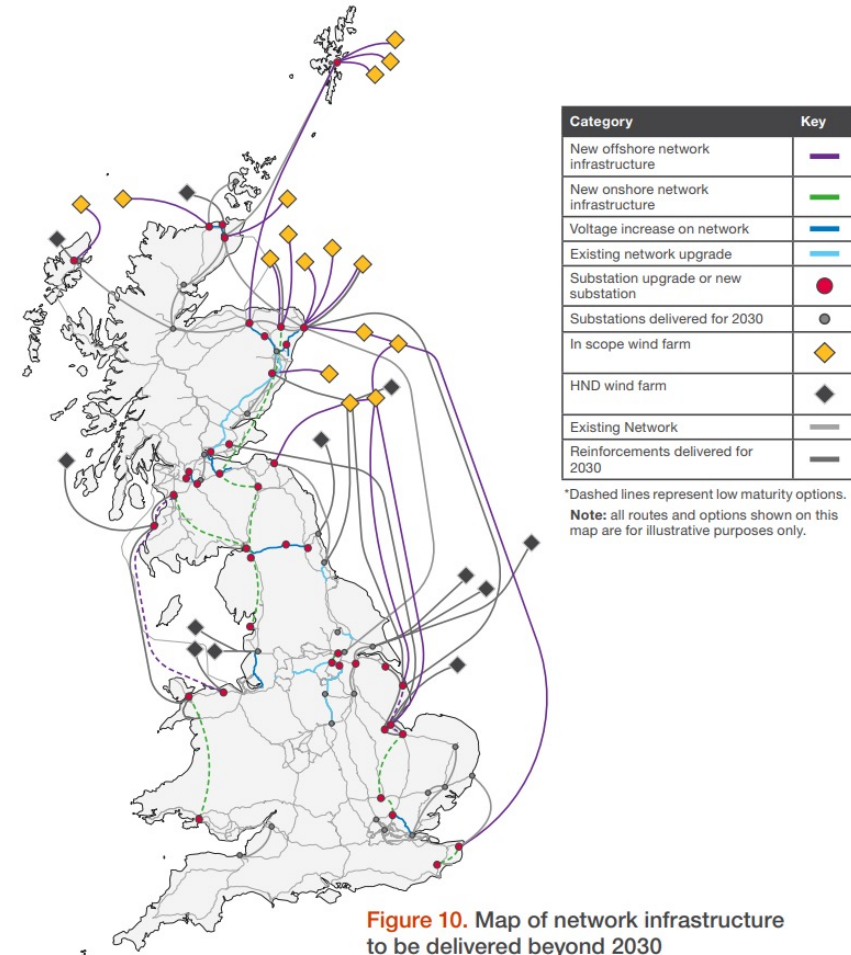 Category Key
New offshore network
infrastructure
New onshore network
infrastructure
Voltage increase on network
Existing network upgrade
Substation upgrade or new
substation
Substations delivered for 2030
In scope wind farm
HND wind farm
Existing Network
Reinforcements delivered for
2030
*Dashed lines represent low maturity options.
Note: all routes and options shown on this
map are for illustrative purposes only.
Figure 10. Map of network infrastructure
to be delivered beyond 2030